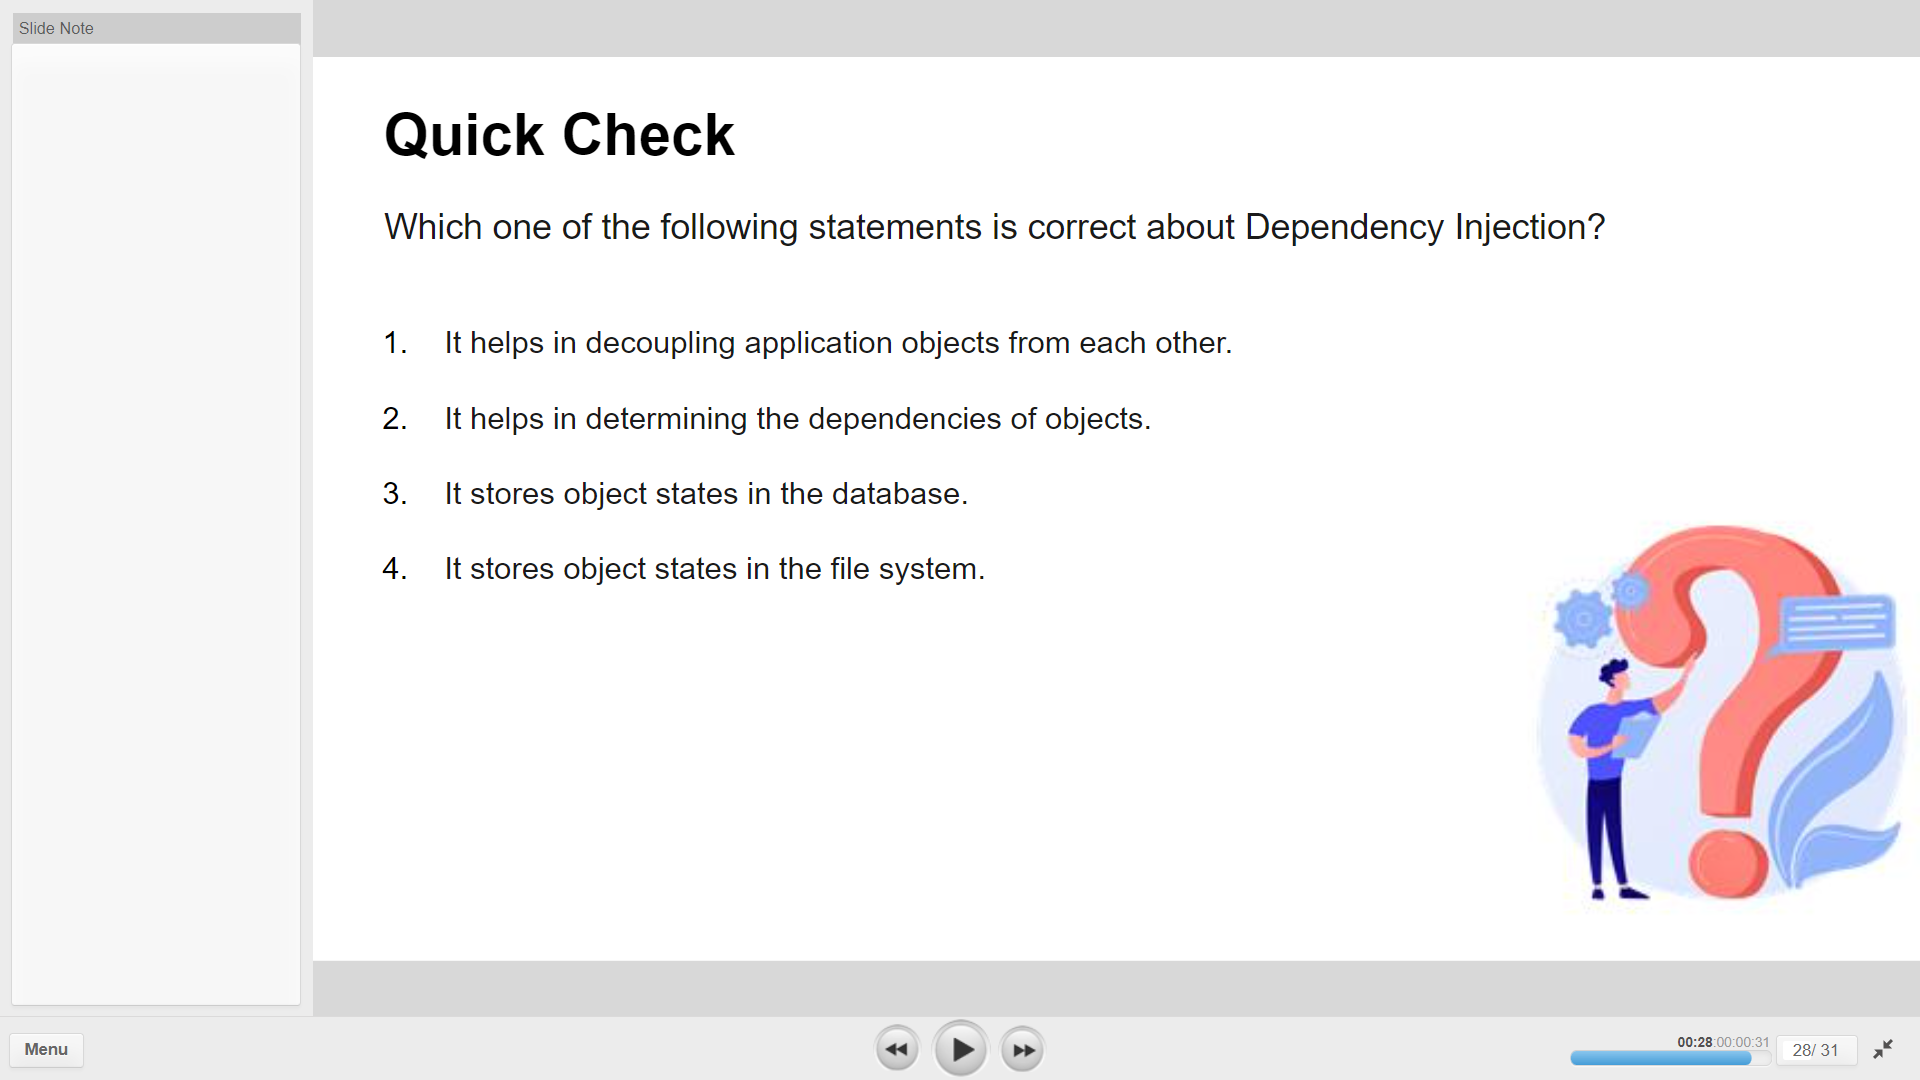 Slide Note
Quick Check
Which one of the following statements is correct about Dependency Injection?
1. It helps in decoupling application objects from each other.
2. It helps in determining the dependencies of objects.
3. It stores object states in the database.
4. It stores object states in the file system.
Menu
00:28:00:00:31
28/ 31